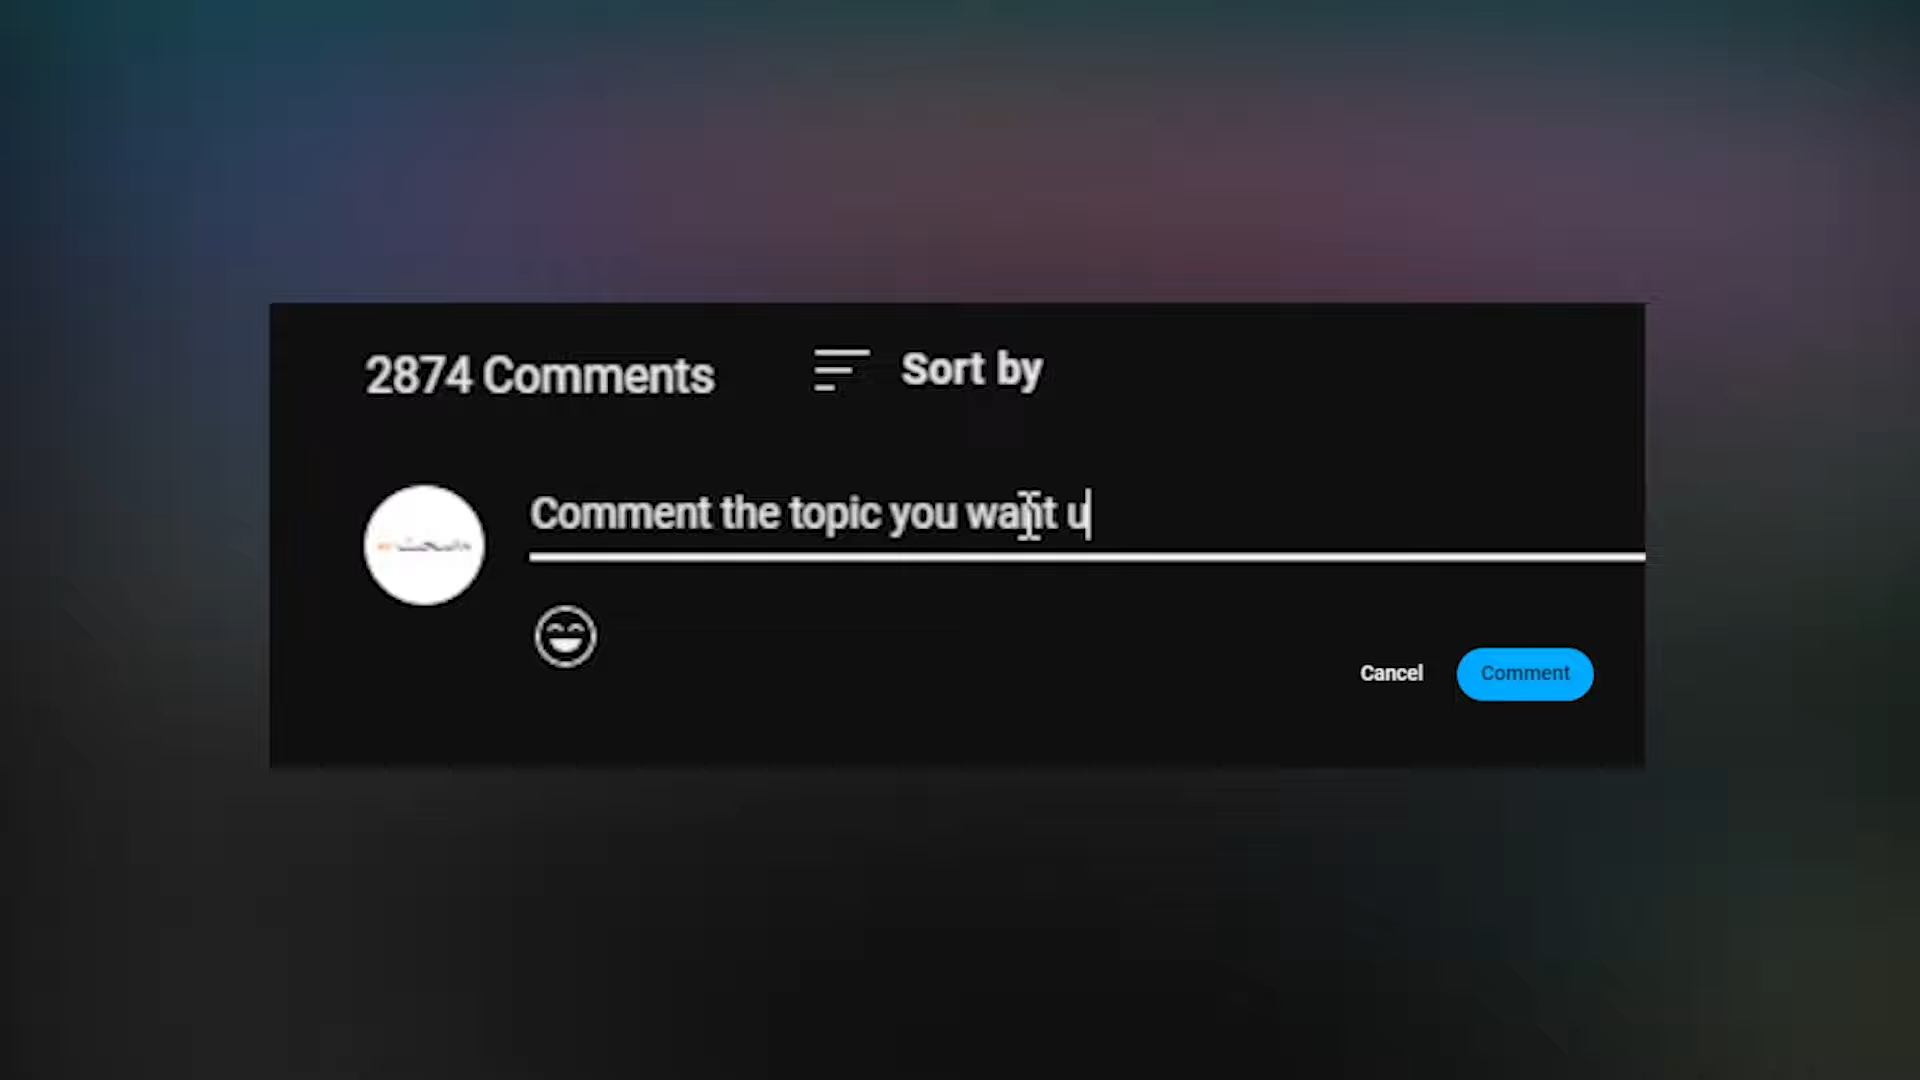 2874 Comments
Sort by
Comment the topic you want u
Cancel
Comment